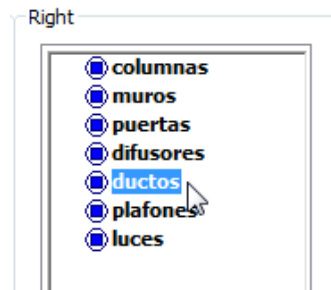 Right
columnas
muros
puertas
difusores
ductos
plafones
luces